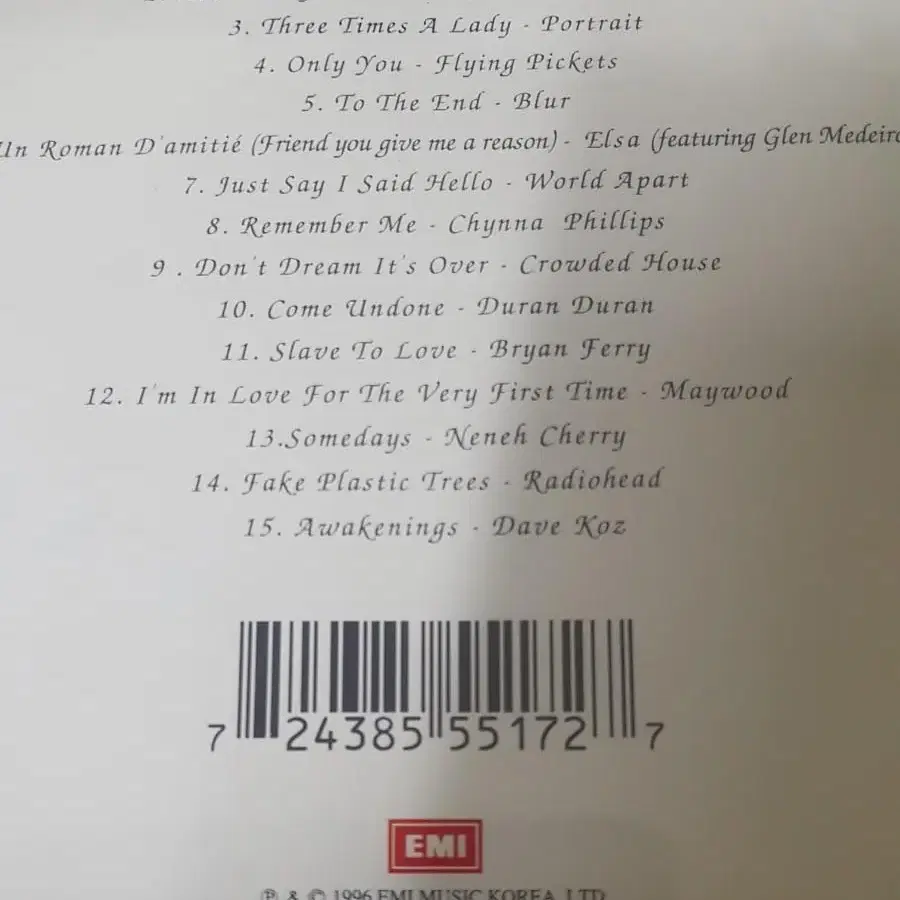 3. Three Times A Lady - Portrait
4. Only You - Flying Pickets
5. To The End - Blur
Un Roman D'amitié (Friend you give me a reason) - Elsa (featuring Glen Medeiro
7. Just Say I Said Hello - World Apart
8. Remember Me - Chynna Phillips
9 . Don't Dream It's Over - Crowded House
10. Come Undone - Duran Duran
11. Slave To Love - Bryan Ferry
12. I'm In Love For The Very First Time - Maywood
13.Somedays - Neneh Cherry
14. Fake Plastic Trees - Radiohead
15. Awakenings - Dave Koz
7 24385 55172 7
EMI
℗ & © 1996 EMI MUSIC KOREA, LTD